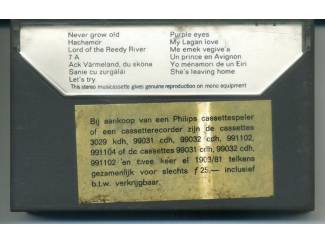 Never grow old
Hachamor
Lord of the Reedy River
7 A
Ack Värmeland, du sköna
Sanie cu zurgălăi
Let's try
Purple eyes
My Lagan love
Me emek vegive'a
Un prince en Avignon
Yo ménamori de un Eiri
She's leaving home
This stereo musicassette gives genuine reproduction on mono equipment
Bij aankoop van een Philips cassettespeler
of een cassetterecorder zijn de cassettes
3029 kdh, 99031 cdh, 99032 cdh, 991102,
991104 of de cassettes 99031 cdh, 99032 cdh,
991102 en twee keer el 1903/81 telkens
gezamenlijk voor slechts ƒ 25.— inclusief
b.t.w. verkrijgbaar.